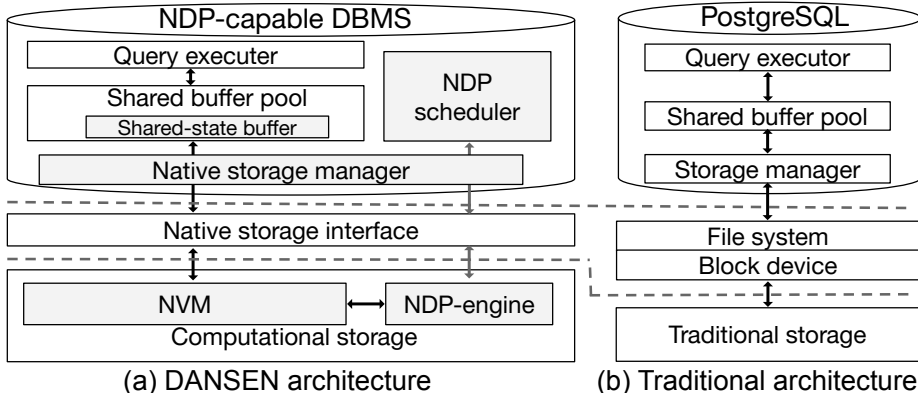 NDP-capable DBMS
Query executer
Shared buffer pool
Shared-state buffer
NDP
scheduler
Native storage manager
Native storage interface
NVM
NDP-engine
Computational storage
(a) DANSEN architecture
PostgreSQL
Query executor
Shared buffer pool
Storage manager
File system
Block device
Traditional storage
(b) Traditional architecture